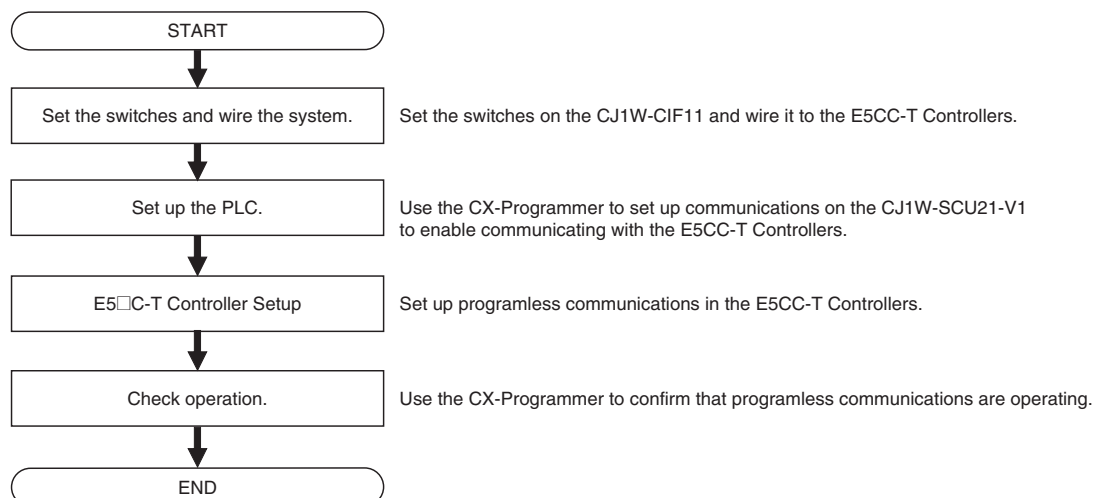 START
Set the switches and wire the system.
Set the switches on the CJ1W-CIF11 and wire it to the E5CC-T Controllers.
Set up the PLC.
Use the CX-Programmer to set up communications on the CJ1W-SCU21-V1
to enable communicating with the E5CC-T Controllers.
E5□C-T Controller Setup
Set up programless communications in the E5CC-T Controllers.
Check operation.
Use the CX-Programmer to confirm that programless communications are operating.
END